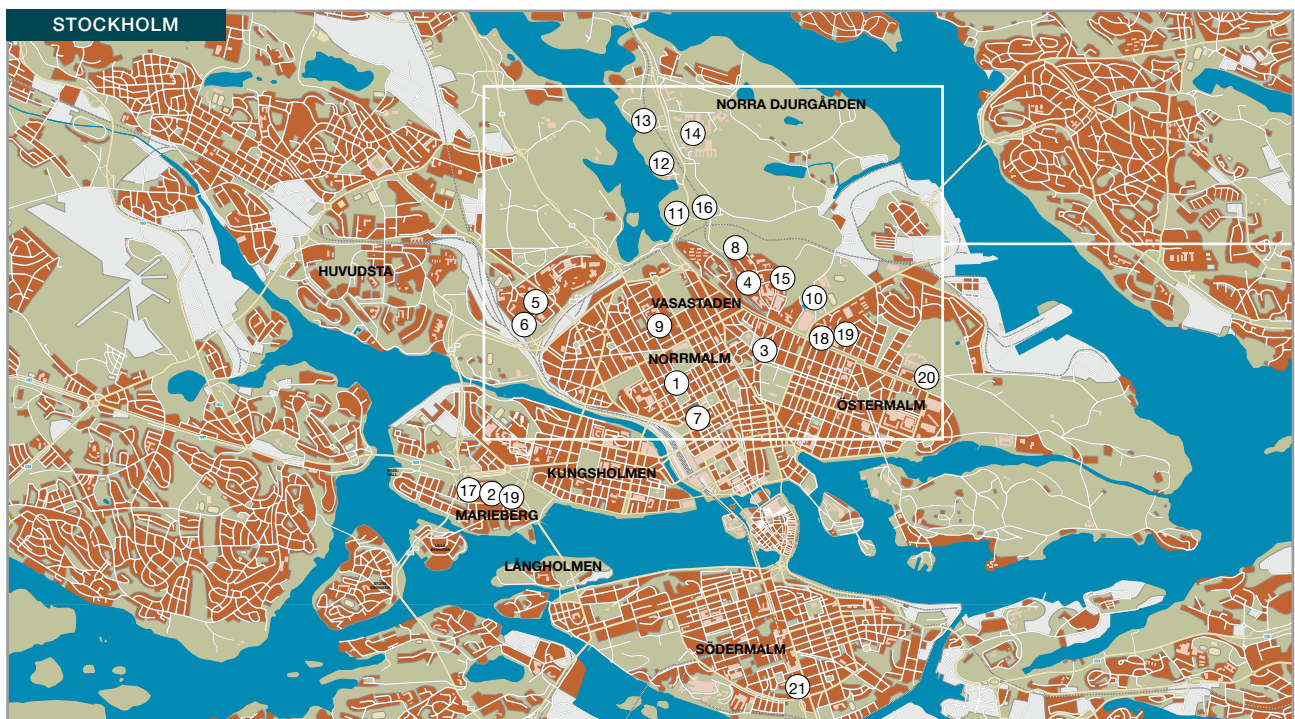 STOCKHOLM
NORRA DJURGÅRDEN
13
14
12
11
16
8
HUVUDSTA
15
4
5
VASASTADEN
10
6
9
18
19
3
NORRMALM
20
1
ÖSTERMALM
7
KUNGSHOLMEN
17
2
19
MARIEBERG
LÅNGHOLMEN
SÖDERMALM
21